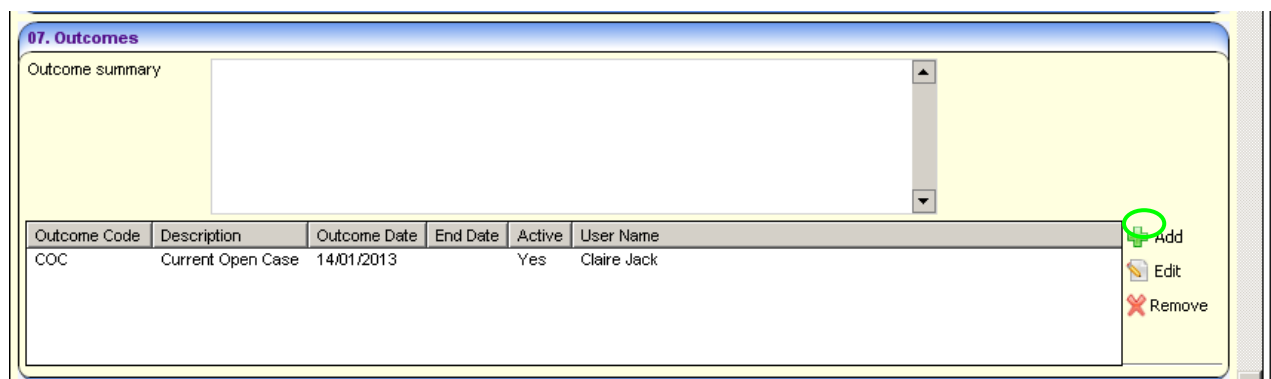 07. Outcomes
Outcome summary
Outcome Code Description Outcome Date End Date Active User Name
COC Current Open Case 14/01/2013 Yes Claire Jack
Add
Edit
Remove